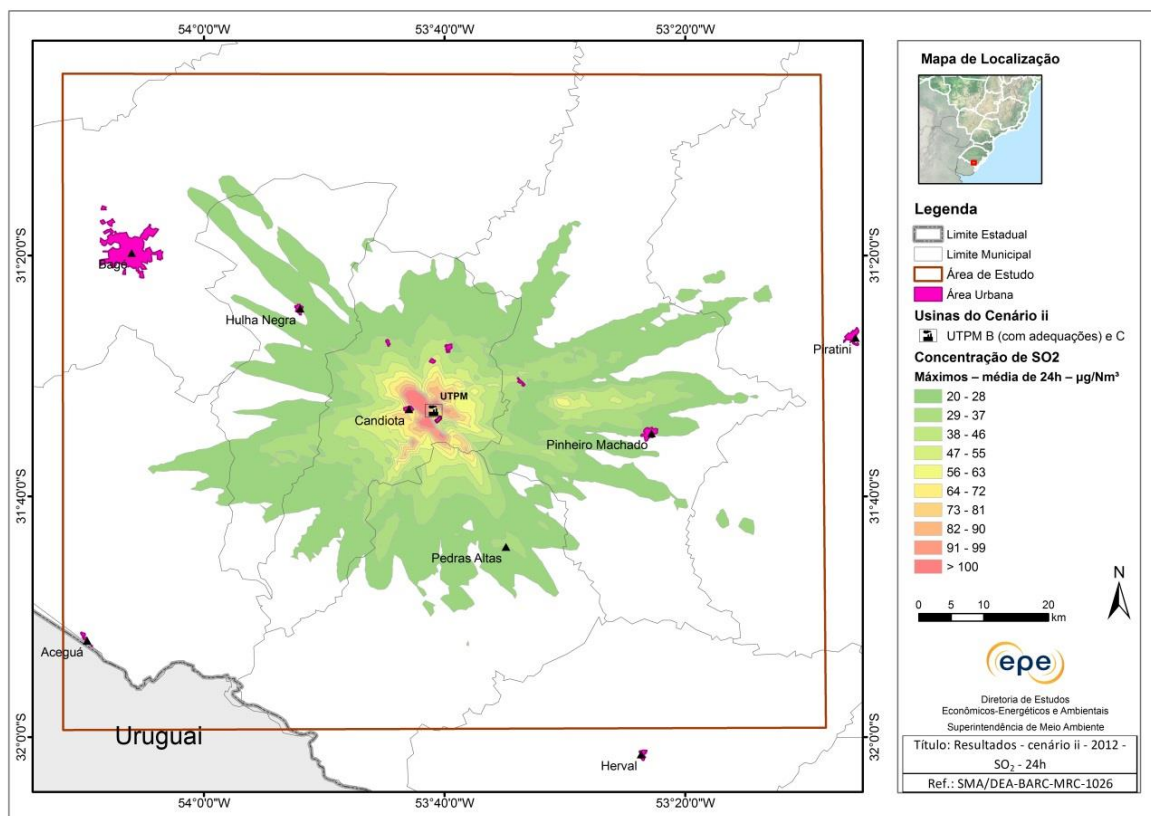 54°0'0"W
53°40'0"W
53°20'0"W
31°20'0"S
31°40'0"S
32°0'0"S
31°20'0"S
31°40'0"S
32°0'0"S
54°0'0"W
53°40'0"W
53°20'0"W
Bagé
Hulha Negra
Piratini
UTPM
Candiota
Pinheiro Machado
Pedras Altas
Aceguá
Uruguai
Herval
Mapa de Localização
Legenda
Limite Estadual
Limite Municipal
Área de Estudo
Área Urbana
Usinas do Cenário ii
UTPM B (com adequações) e C
Concentração de SO2
Máximos – média de 24h – µg/Nm³
20 - 28
29 - 37
38 - 46
47 - 55
56 - 63
64 - 72
73 - 81
82 - 90
91 - 99
> 100
N
0 5 10 20
km
epe
Diretoria de Estudos
Econômicos-Energéticos e Ambientais
Superintendência de Meio Ambiente
Título: Resultados - cenário ii - 2012 -
SO₂ - 24h
Ref.: SMA/DEA-BARC-MRC-1026